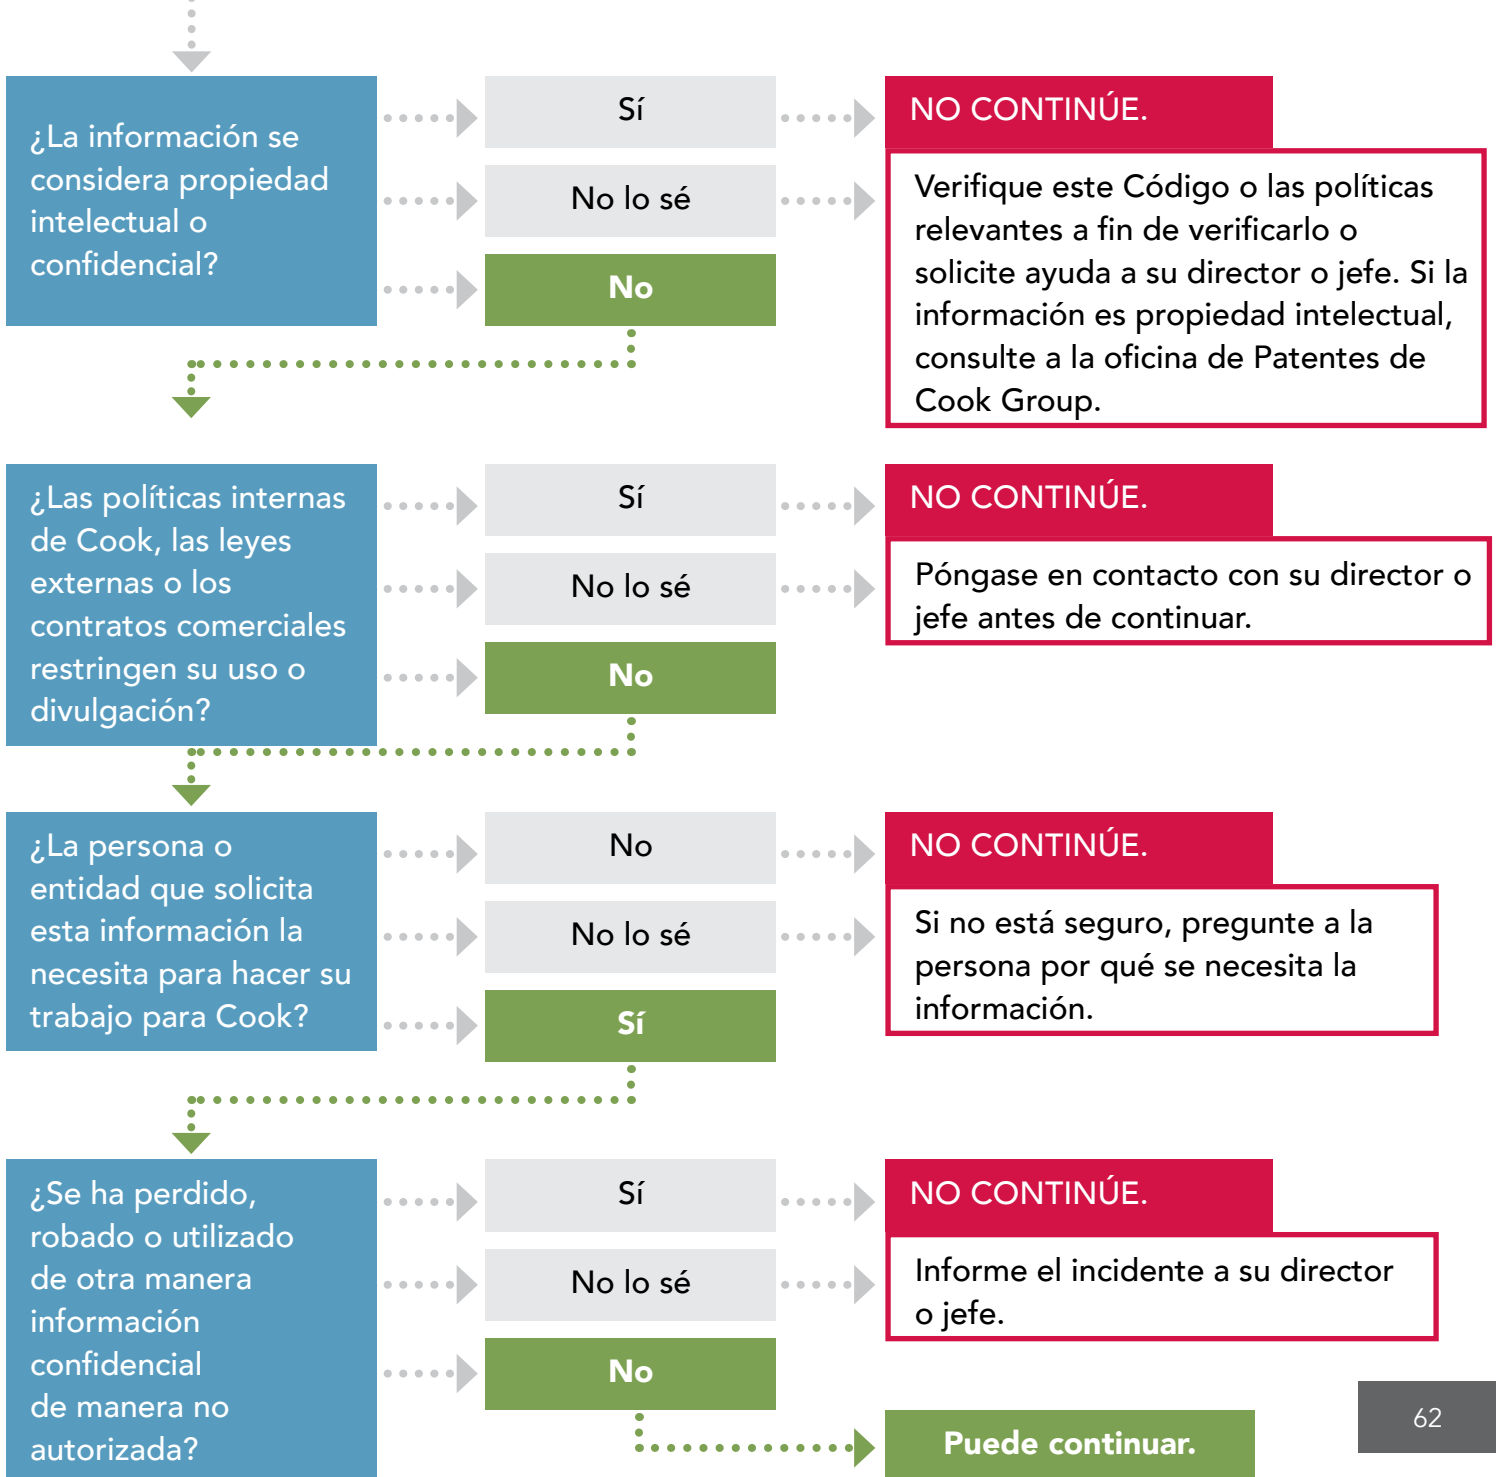 ¿La información se
considera propiedad
intelectual o
confidencial?
Sí
No lo sé
No
NO CONTINÚE.
Verifique este Código o las políticas
relevantes a fin de verificarlo o
solicite ayuda a su director o jefe. Si la
información es propiedad intelectual,
consulte a la oficina de Patentes de
Cook Group.
¿Las políticas internas
de Cook, las leyes
externas o los
contratos comerciales
restringen su uso o
divulgación?
Sí
No lo sé
No
NO CONTINÚE.
Póngase en contacto con su director o
jefe antes de continuar.
¿La persona o
entidad que solicita
esta información la
necesita para hacer su
trabajo para Cook?
No
No lo sé
Sí
NO CONTINÚE.
Si no está seguro, pregunte a la
persona por qué se necesita la
información.
¿Se ha perdido,
robado o utilizado
de otra manera
información
confidencial
de manera no
autorizada?
Sí
No lo sé
No
NO CONTINÚE.
Informe el incidente a su director
o jefe.
Puede continuar.
62